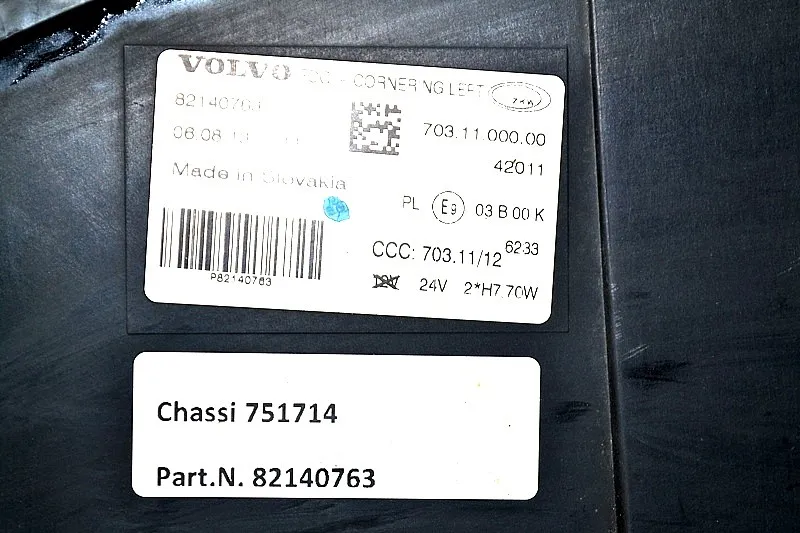 VOLVO - CORNERING LEFT
82140763
703.11.000.00
06.08.13
42011
Made in Slovakia
PL E9 03 B 00 K
CCC: 703.11/12 6233
P82140763
12V 24V 2*H7.70W
Chassi 751714
Part.N. 82140763